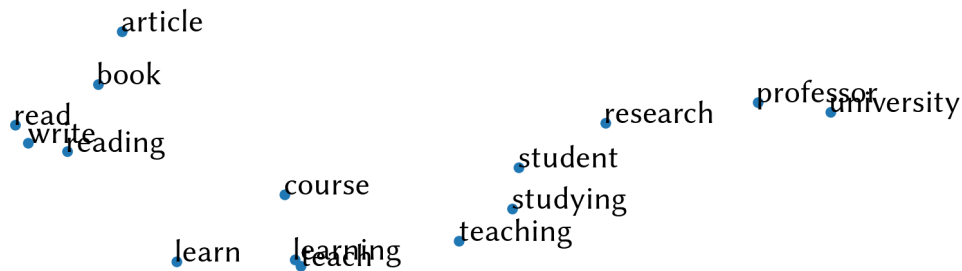 article
book
professor
university
read
research
write
reading
student
course
studying
teaching
learn
learning
teach